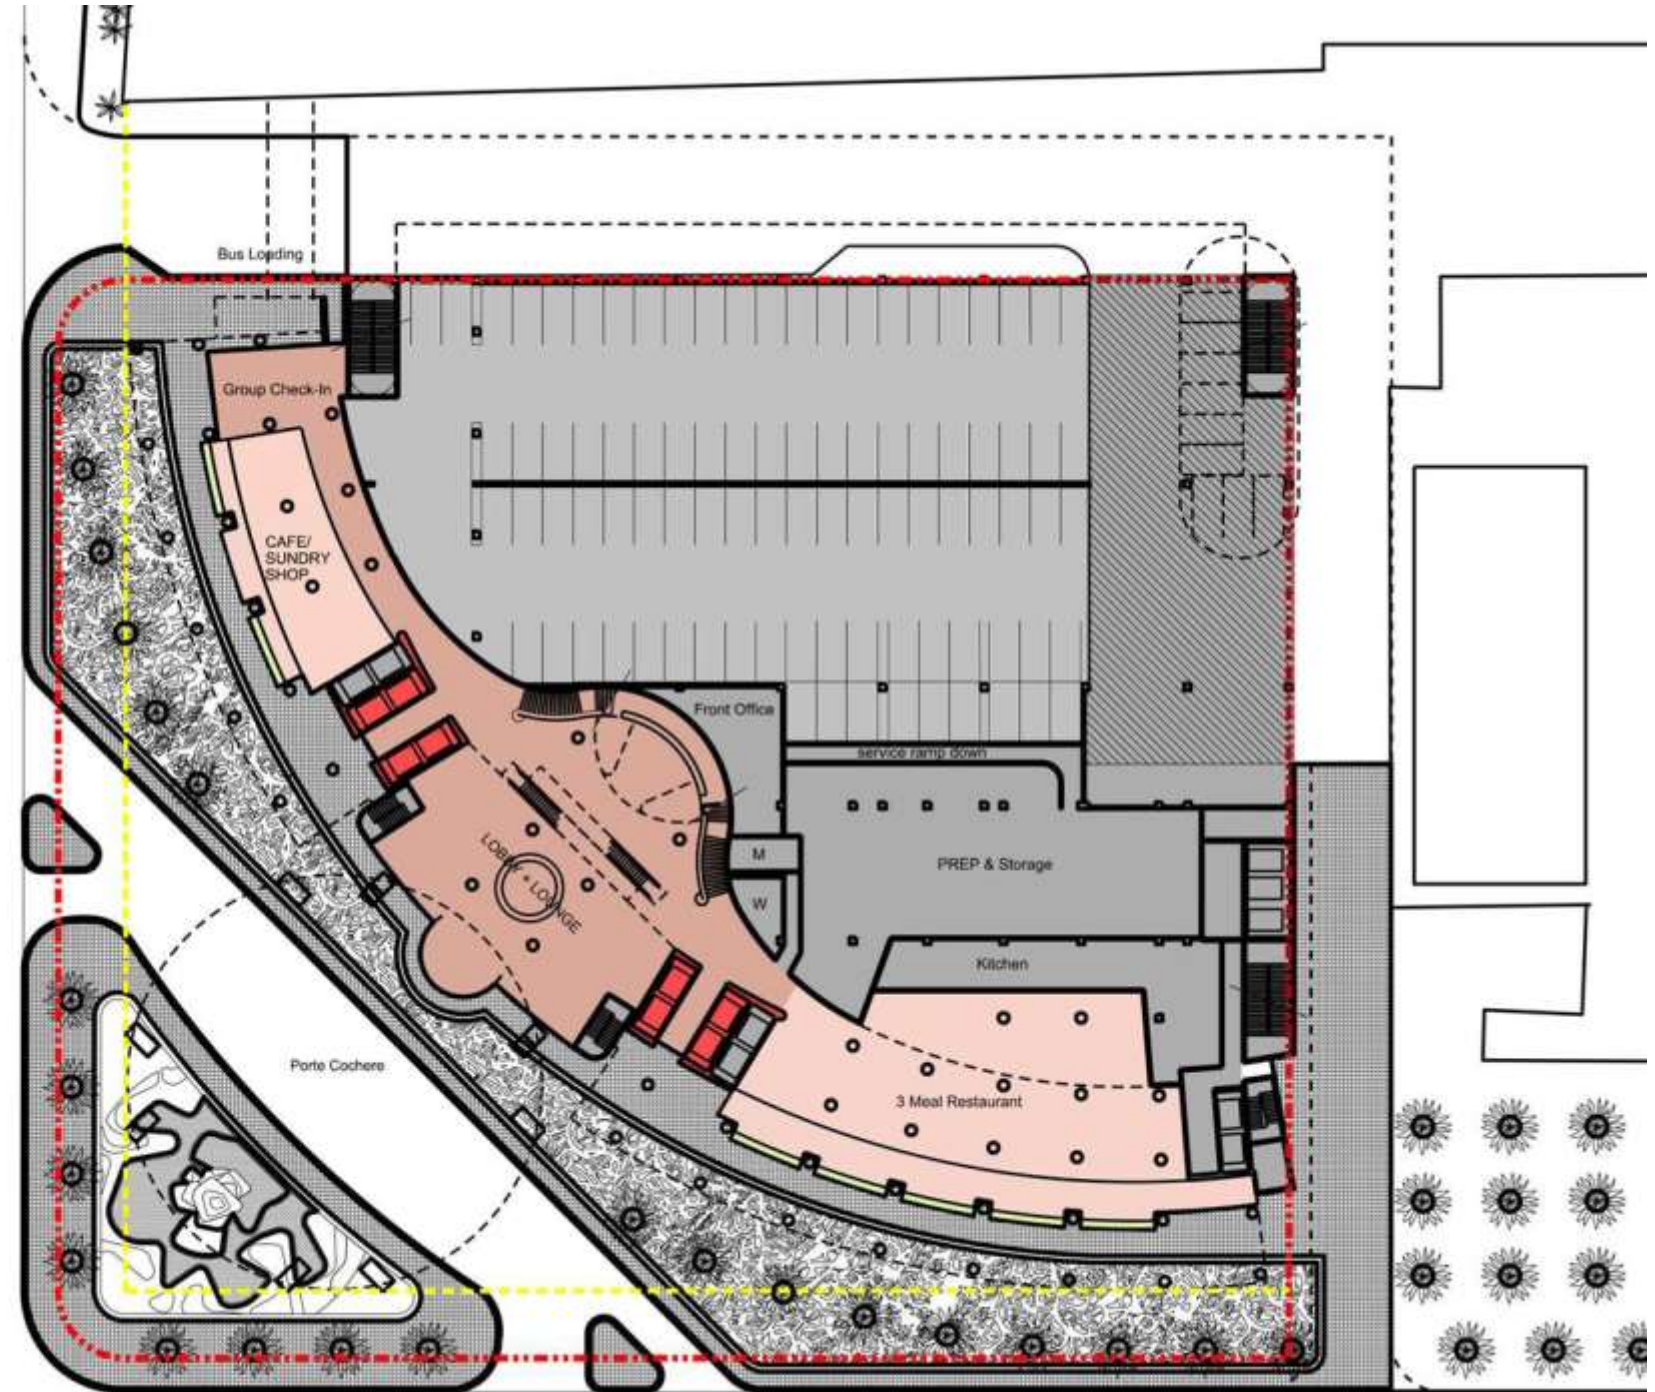 Bus Loading
Group Check-In
CAFE/
SUNDRY
SHOP
Front Office
service ramp down
M
PREP & Storage
W
LOBBY + LOUNGE
Kitchen
Porte Cochere
3 Meal Restaurant